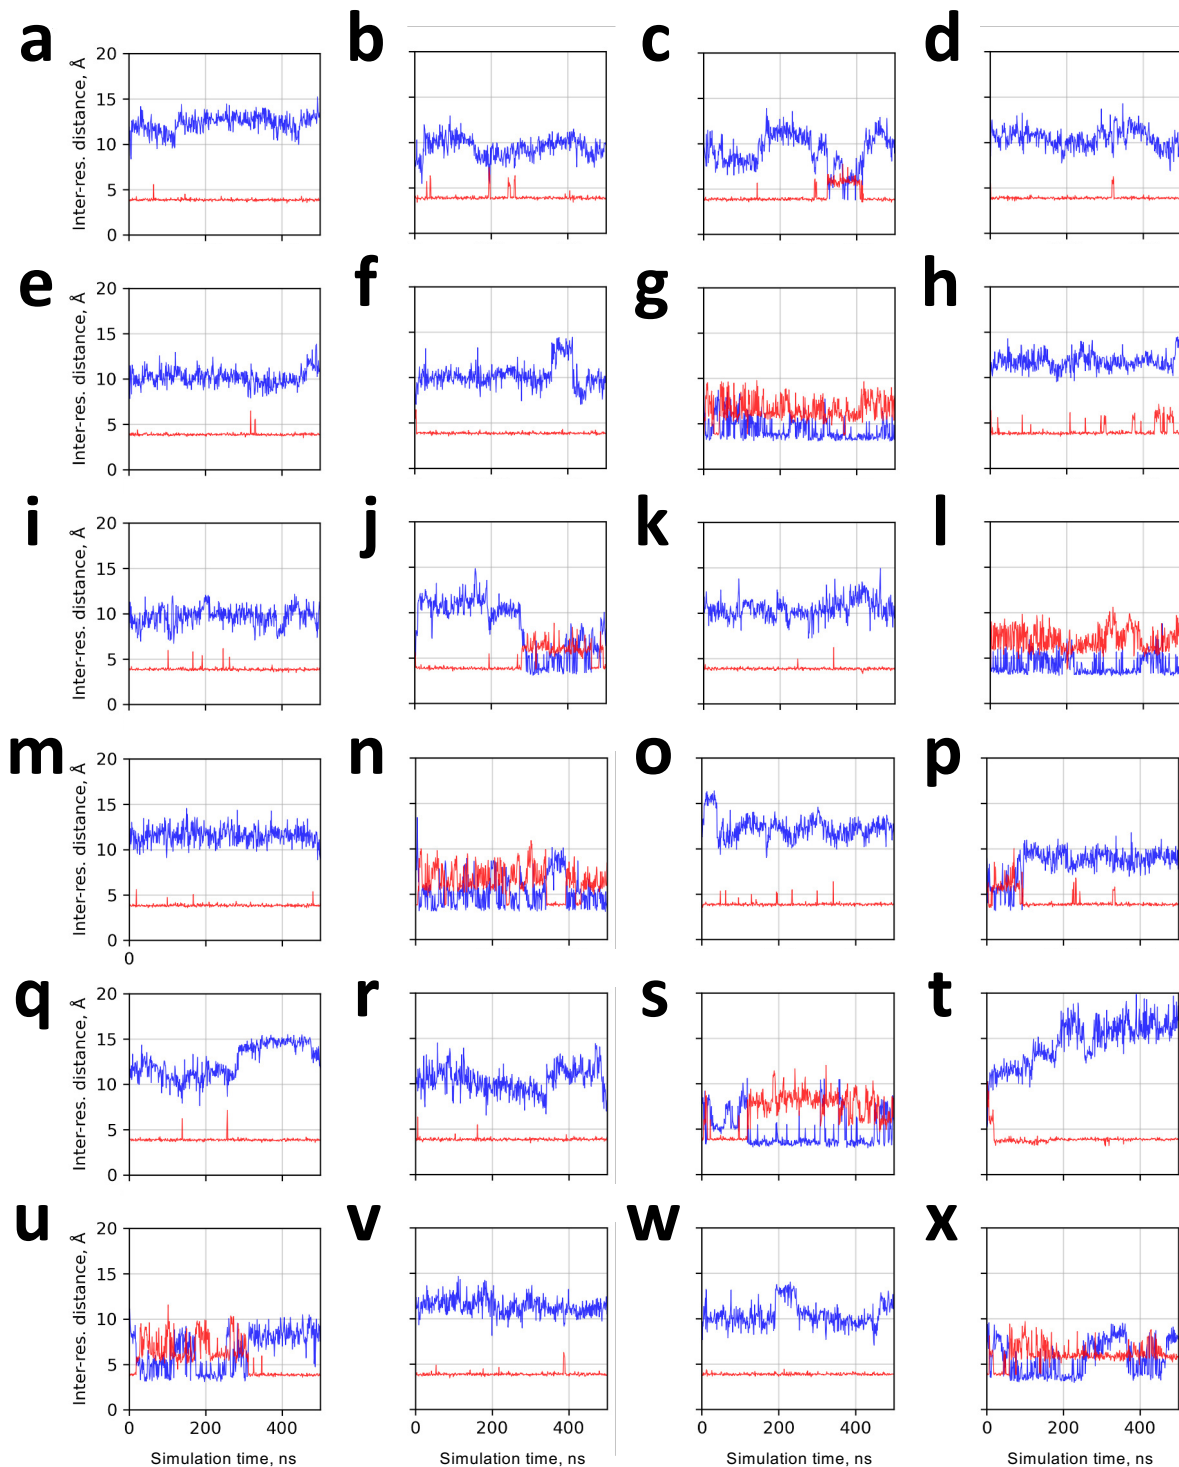 a b c d
Inter-res. distance, Å
20
15
10
5
0
e f g h
Inter-res. distance, Å
20
15
10
5
0
i j k l
Inter-res. distance, Å
20
15
10
5
0
m n o p
20
15
10
5
0
0
q r s t
Inter-res. distance, Å
20
15
10
5
0
u v w x
Inter-res. distance, Å
20
15
10
5
0
0 200 400 0 200 400 0 200 400 0 200 400
Simulation time, ns Simulation time, ns Simulation time, ns Simulation time, ns